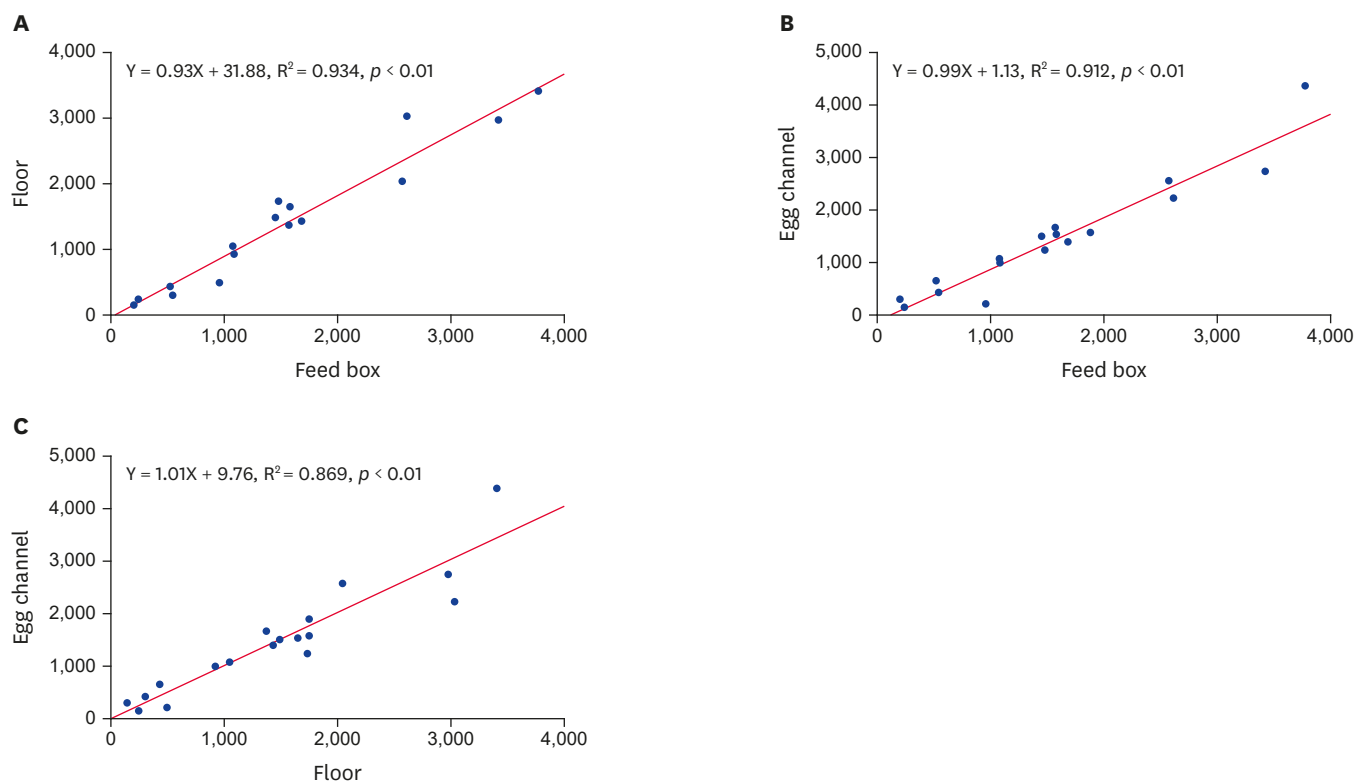 A
Y = 0.93X + 31.88, R² = 0.934, p < 0.01
4,000
3,000
2,000
1,000
0
Floor
0 1,000 2,000 3,000 4,000
Feed box
B
Y = 0.99X + 1.13, R² = 0.912, p < 0.01
5,000
4,000
3,000
2,000
1,000
0
Egg channel
0 1,000 2,000 3,000 4,000
Feed box
C
Y = 1.01X + 9.76, R² = 0.869, p < 0.01
5,000
4,000
3,000
2,000
1,000
0
Egg channel
0 1,000 2,000 3,000 4,000
Floor